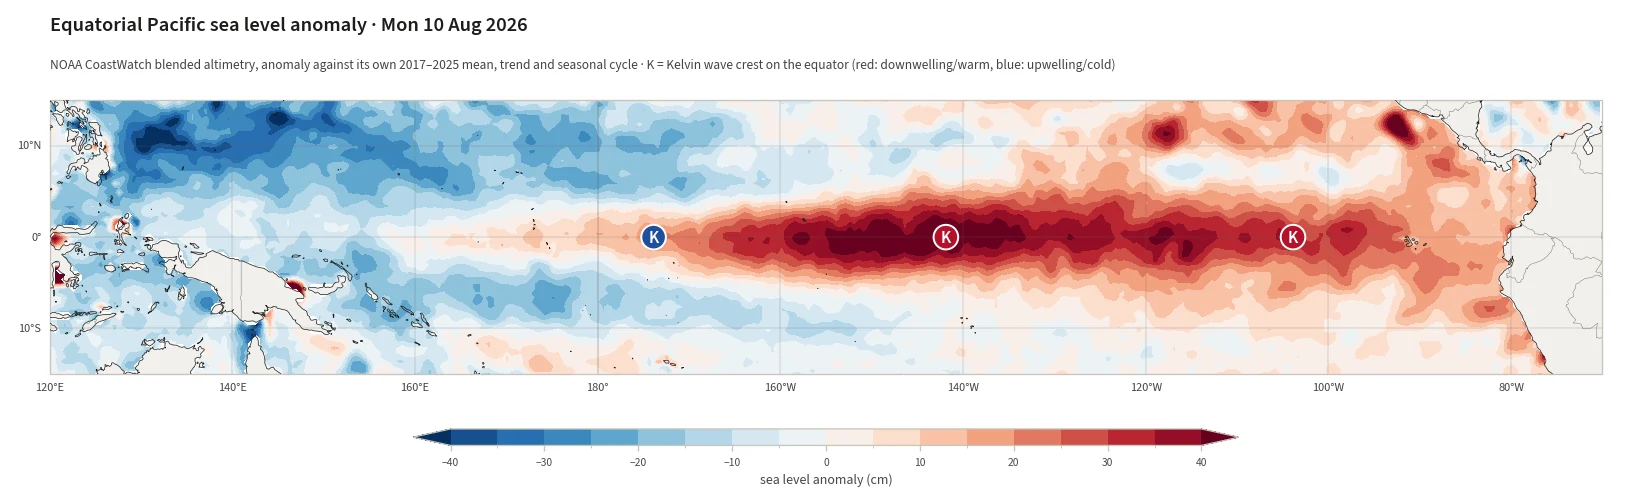 Equatorial Pacific sea level anomaly · Mon 10 Aug 2026
NOAA CoastWatch blended altimetry, anomaly against its own 2017–2025 mean, trend and seasonal cycle · K = Kelvin wave crest on the equator (red: downwelling/warm, blue: upwelling/cold)
10°N
0°
K K K
10°S
120°E 140°E 160°E 180° 160°W 140°W 120°W 100°W 80°W
−40 −30 −20 −10 0 10 20 30 40
sea level anomaly (cm)